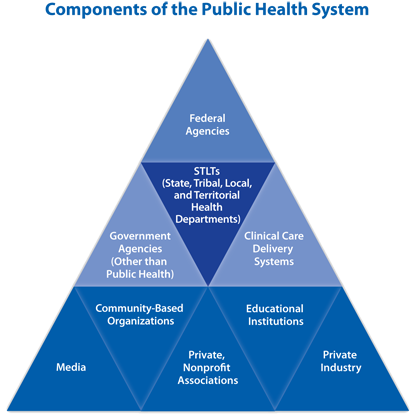 Components of the Public Health System
Federal
Agencies
STLTs
(State, Tribal, Local,
and Territorial
Health
Departments)
Government
Agencies
(Other than
Public Health)
Clinical Care
Delivery
Systems
Community-Based
Organizations
Educational
Institutions
Media
Private,
Nonprofit
Associations
Private
Industry